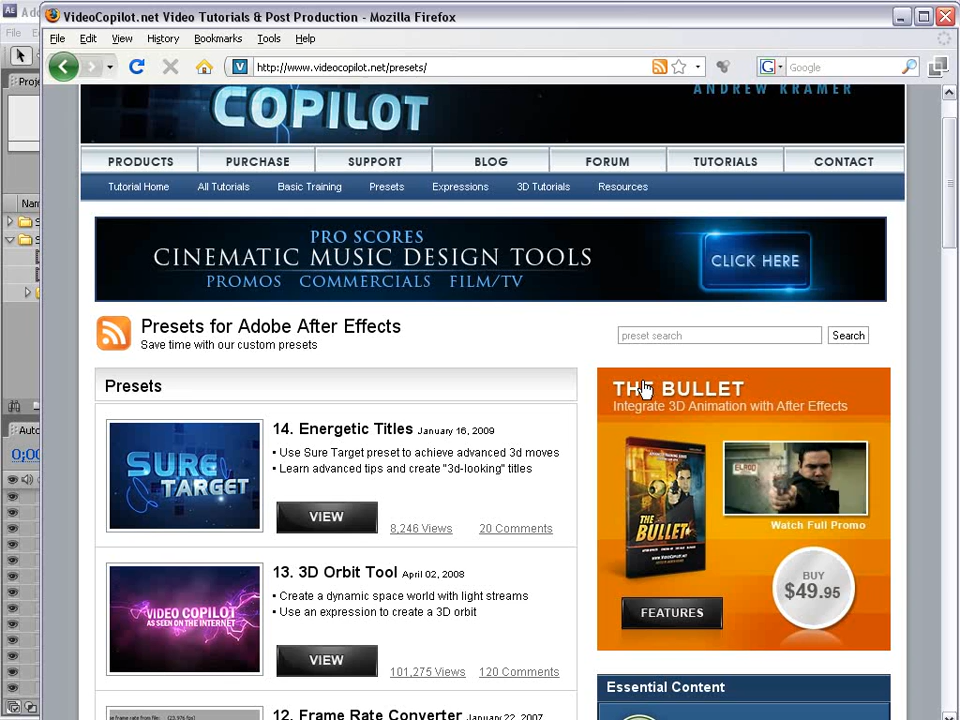 VideoCopilot.net Video Tutorials & Post Production - Mozilla Firefox
File Edit View History Bookmarks Tools Help
http://www.videocopilot.net/presets/
Google
COPILOT
ANDREW KRAMER
PRODUCTS PURCHASE SUPPORT BLOG FORUM TUTORIALS CONTACT
Tutorial Home All Tutorials Basic Training Presets Expressions 3D Tutorials Resources
PRO SCORES
CINEMATIC MUSIC DESIGN TOOLS
PROMOS COMMERCIALS FILM/TV
CLICK HERE
Presets for Adobe After Effects
Save time with our custom presets
preset search
Search
Presets
14. Energetic Titles January 16, 2009
• Use Sure Target preset to achieve advanced 3d moves
• Learn advanced tips and create "3d-looking" titles
SURE
TARGET
VIEW
8,246 Views 20 Comments
13. 3D Orbit Tool April 02, 2008
• Create a dynamic space world with light streams
• Use an expression to create a 3D orbit
VIDEO COPILOT
AS SEEN ON THE INTERNET
VIEW
101,275 Views 120 Comments
12. Frame Rate Converter January 22, 2007
THE BULLET
Integrate 3D Animation with After Effects
THE
BULLET
Watch Full Promo
BUY
$49.95
FEATURES
Essential Content